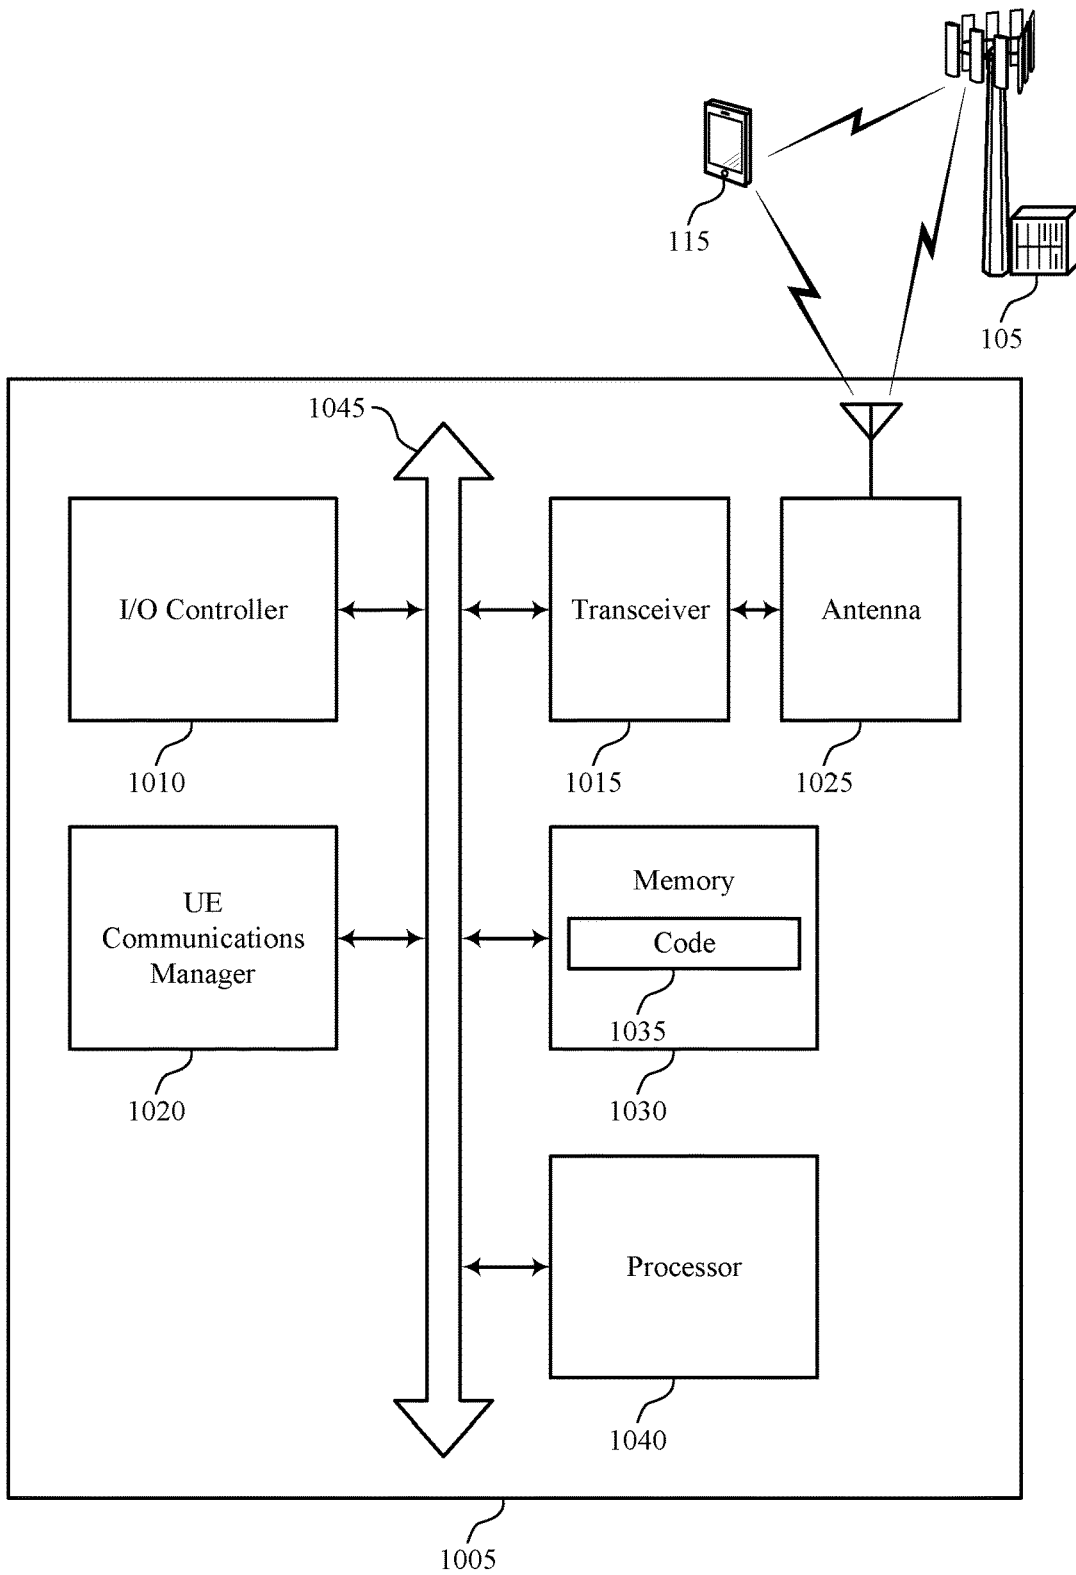 115
105
1045
I/O Controller
Transceiver
Antenna
1010
1015
1025
UE
Communications
Manager
Memory
Code
1035
1020
1030
Processor
1040
1005